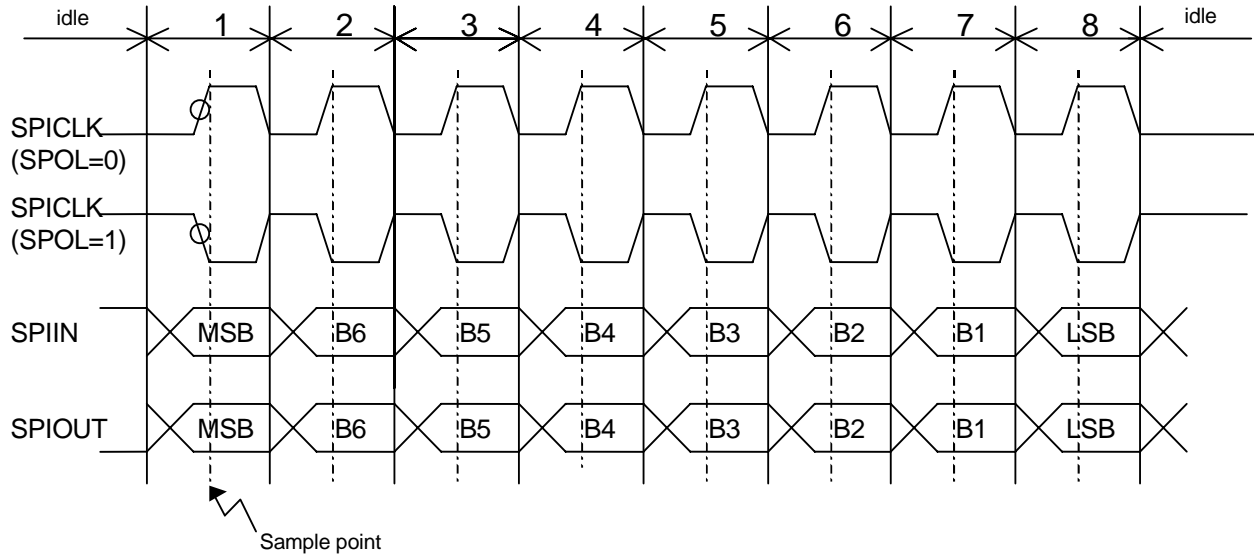 idle 1 2 3 4 5 6 7 8 idle
SPICLK
(SPOL=0)
SPICLK
(SPOL=1)
SPIIN MSB B6 B5 B4 B3 B2 B1 LSB
SPIOUT MSB B6 B5 B4 B3 B2 B1 LSB
Sample point